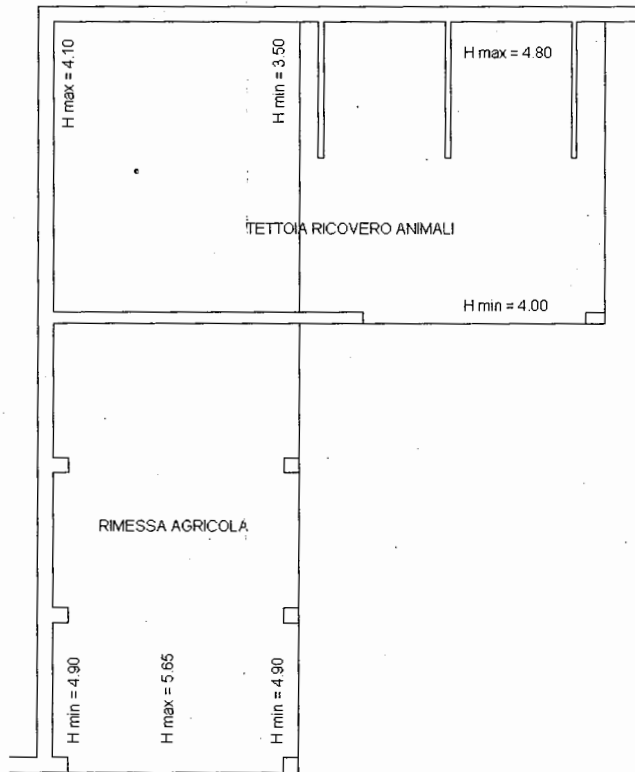 H max = 4.10
H min = 3.50
H max = 4.80
TETTOIA RICOVERO ANIMALI
H min = 4.00
RIMESSA AGRICOLA
H min = 4.90
H max = 5.65
H min = 4.90